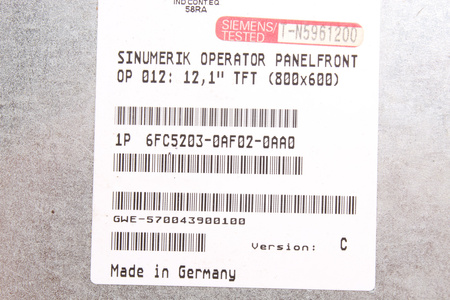 IND CONT.EQ.
58RA
SIEMENS/
TESTED
T-N5961200
SINUMERIK OPERATOR PANELFRONT
OP 012: 12,1" TFT (800x600)
1P 6FC5203-0AF02-0AA0
GWE-570043900100
Version: C
Made in Germany